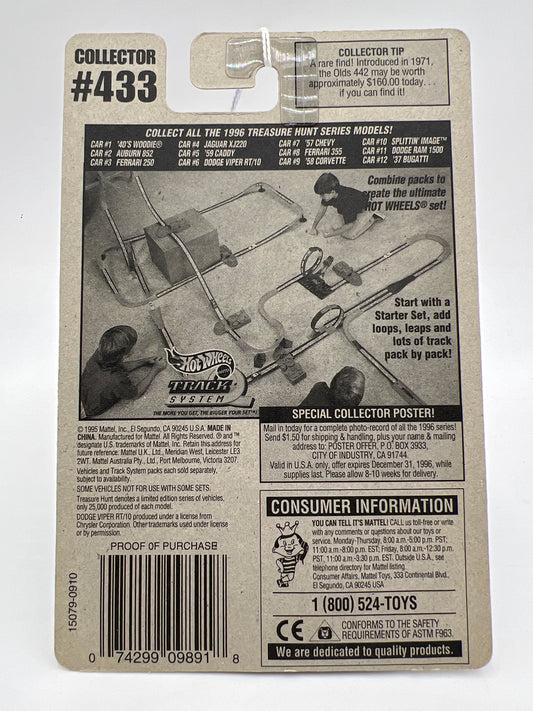 COLLECTOR
#433
COLLECTOR TIP
A rare find! Introduced in 1971,
the Olds 442 may be worth
approximately $160.00 today...
if you can find it!
COLLECT ALL THE 1996 TREASURE HUNT SERIES MODELS!
CAR #1 '40'S WOODIE® CAR #4 JAGUAR XJ220 CAR #7 '57 CHEVY CAR #10 SPLITTIN' IMAGE™
CAR #2 AUBURN 852 CAR #5 '59 CADDY CAR #8 FERRARI 355 CAR #11 DODGE RAM 1500
CAR #3 FERRARI 250 CAR #6 DODGE VIPER RT/10 CAR #9 '58 CORVETTE CAR #12 '37 BUGATTI
Combine packs to
create the ultimate
HOT WHEELS® set!
Start with a
Starter Set, add
loops, leaps and
lots of track
pack by pack!
HOT WHEELS
TRACK
SYSTEM
THE MORE YOU GET, THE BIGGER YOUR SET!™
© 1995 Mattel, Inc., El Segundo, CA 90245 U.S.A. MADE IN
CHINA. Manufactured for Mattel. All Rights Reserved. ® and ™
designate U.S. trademarks of Mattel, Inc. Retain this address for
future reference: Mattel U.K., Ltd., Meridian West, Leicester LE3
2WT. Mattel Australia Pty., Ltd., Port Melbourne, Victoria 3207.
Vehicles and Track System packs each sold separately,
subject to availability.
SOME VEHICLES NOT FOR USE WITH SOME SETS.
Treasure Hunt denotes a limited edition series of vehicles,
only 25,000 produced of each model.
DODGE VIPER RT/10 produced under a license from
Chrysler Corporation. Other trademarks used under license
or by permission.
SPECIAL COLLECTOR POSTER!
Mail in today for a complete photo-record of all the 1996 series!
Send $1.50 for shipping & handling, plus your name & mailing
address to: POSTER OFFER, P.O. BOX 3933,
CITY OF INDUSTRY, CA 91744.
Valid in U.S.A. only, offer expires December 31, 1996, while
supplies last. Please allow 8-10 weeks for delivery.
PROOF OF PURCHASE
15079-0910
0 74299 09891 8
CONSUMER INFORMATION
YOU CAN TELL IT'S MATTEL! CALL us toll-free or write
with any comments or questions about our toys or
service. Monday-Thursday, 8:00 a.m.-5:00 p.m. PST;
11:00 a.m.-8:00 p.m. EST; Friday, 8:00 a.m.-12:30 p.m.
PST, 11:00 a.m.-3:30 p.m. EST. Outside U.S.A., see
telephone directory for Mattel listing.
Consumer Affairs, Mattel Toys, 333 Continental Blvd.,
El Segundo, CA 90245 USA
1 (800) 524-TOYS
CE CONFORMS TO THE SAFETY
REQUIREMENTS OF ASTM F963.
We are dedicated to quality products.